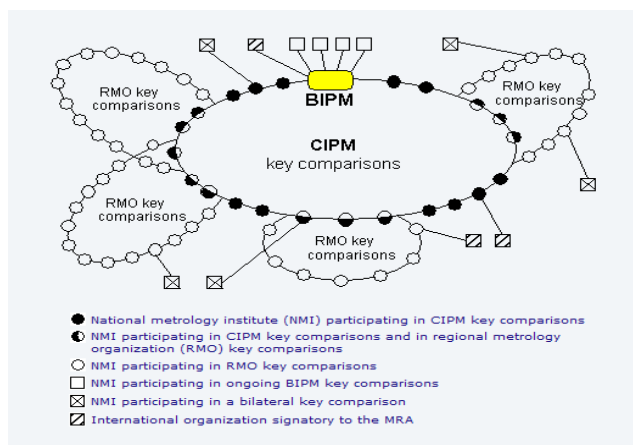 RMO key
comparisons
BIPM
RMO key
comparisons
CIPM
key comparisons
RMO key
comparisons
RMO key
comparisons
National metrology institute (NMI) participating in CIPM key comparisons
NMI participating in CIPM key comparisons and in regional metrology
organization (RMO) key comparisons
NMI participating in RMO key comparisons
NMI participating in ongoing BIPM key comparisons
NMI participating in a bilateral key comparison
International organization signatory to the MRA